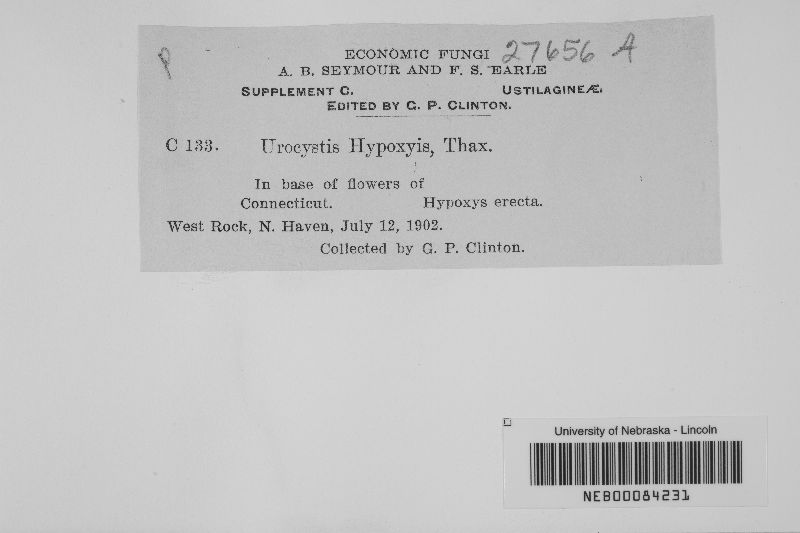 P
ECONOMIC FUNGI 27656 A
A. B. SEYMOUR AND F. S. EARLE
SUPPLEMENT C. USTILAGINEÆ.
EDITED BY G. P. CLINTON.
C 133. Urocystis Hypoxyis, Thax.
In base of flowers of
Connecticut. Hypoxys erecta.
West Rock, N. Haven, July 12, 1902.
Collected by G. P. Clinton.
University of Nebraska - Lincoln
NEB00084231